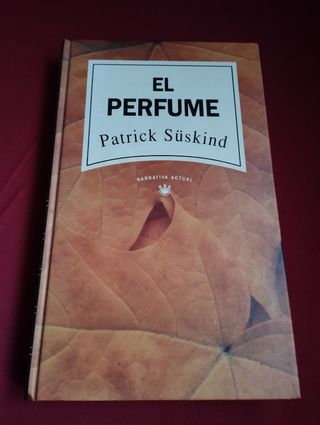 EL
PERFUME
Patrick Süskind
NARRATIVA ACTUAL